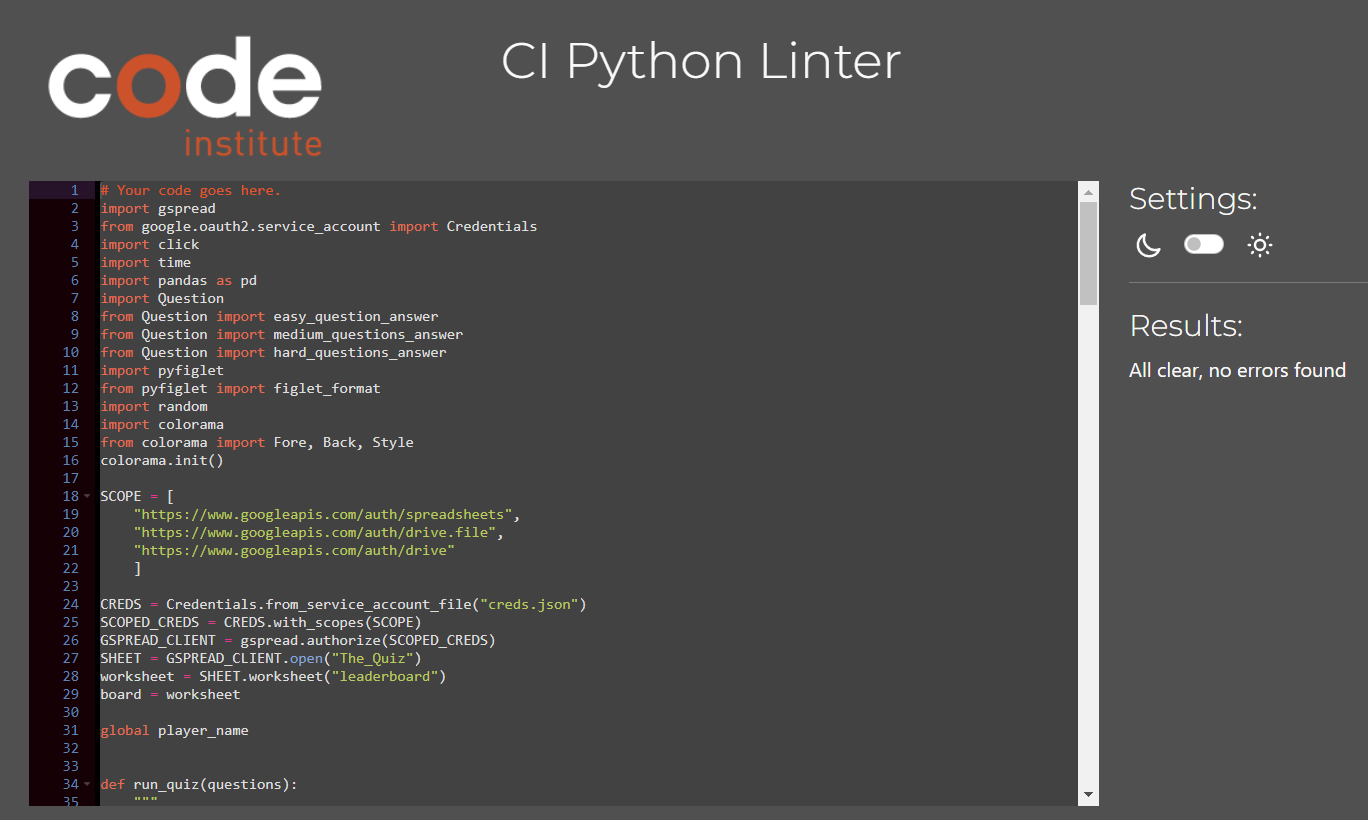 code
institute
CI Python Linter
1 # Your code goes here.
2 import gspread
3 from google.oauth2.service_account import Credentials
4 import click
5 import time
6 import pandas as pd
7 import Question
8 from Question import easy_question_answer
9 from Question import medium_questions_answer
10 from Question import hard_questions_answer
11 import pyfiglet
12 from pyfiglet import figlet_format
13 import random
14 import colorama
15 from colorama import Fore, Back, Style
16 colorama.init()
17
18 SCOPE = [
19 "https://www.googleapis.com/auth/spreadsheets",
20 "https://www.googleapis.com/auth/drive.file",
21 "https://www.googleapis.com/auth/drive"
22 ]
23
24 CREDS = Credentials.from_service_account_file("creds.json")
25 SCOPED_CREDS = CREDS.with_scopes(SCOPE)
26 GSPREAD_CLIENT = gspread.authorize(SCOPED_CREDS)
27 SHEET = GSPREAD_CLIENT.open("The_Quiz")
28 worksheet = SHEET.worksheet("leaderboard")
29 board = worksheet
30
31 global player_name
32
33
34 def run_quiz(questions):
35 """
Settings:
Results:
All clear, no errors found